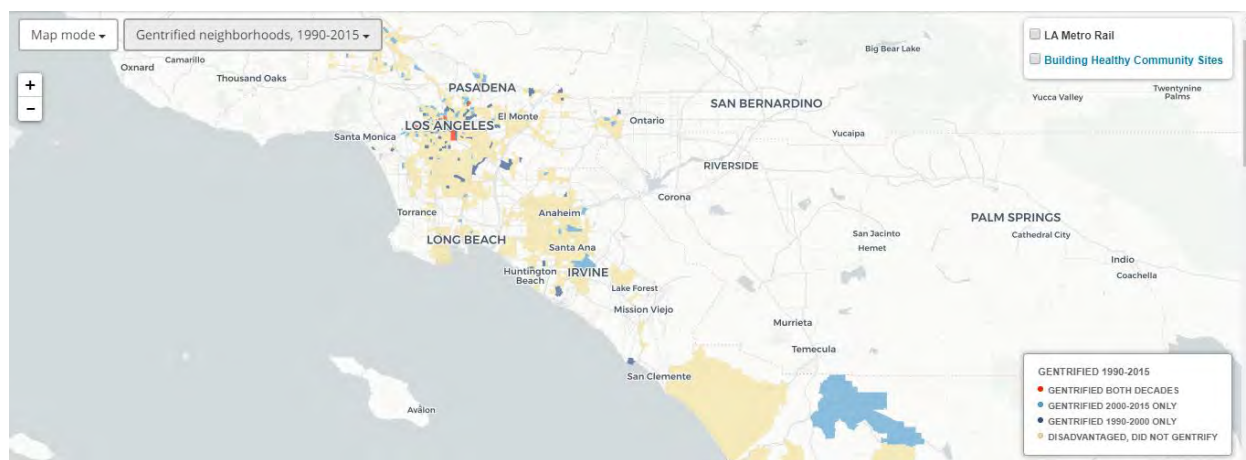 Map mode
Gentrified neighborhoods, 1990-2015
+
−
LA Metro Rail
Building Healthy Community Sites
Big Bear Lake
Camarillo
Oxnard
Thousand Oaks
PASADENA
Twentynine
Palms
Yucca Valley
SAN BERNARDINO
El Monte
Ontario
LOS ANGELES
Santa Monica
Yucaipa
RIVERSIDE
Corona
Torrance
Anaheim
PALM SPRINGS
San Jacinto
Cathedral City
LONG BEACH
Santa Ana
Hemet
Indio
Huntington
Beach
IRVINE
Coachella
Lake Forest
Mission Viejo
Murrieta
Temecula
San Clemente
Avalon
GENTRIFIED 1990-2015
GENTRIFIED BOTH DECADES
GENTRIFIED 2000-2015 ONLY
GENTRIFIED 1990-2000 ONLY
DISADVANTAGED, DID NOT GENTRIFY